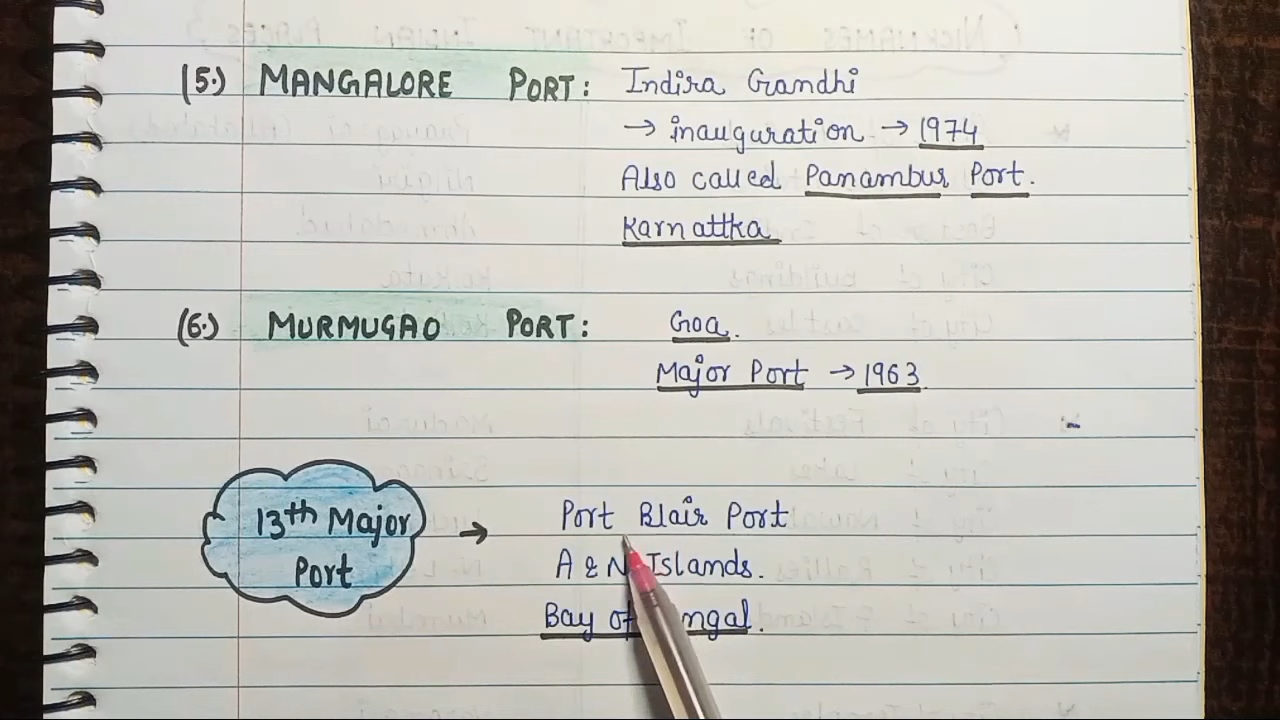 (5.) MANGALORE PORT: Indira Gandhi
→ inauguration → 1974
Also called Panambur Port.
Karnattka
(6.) MURMUGAO PORT: Goa.
Major Port → 1963.
13th Major Port → Port Blair Port
A & N Islands.
Bay of ngal.